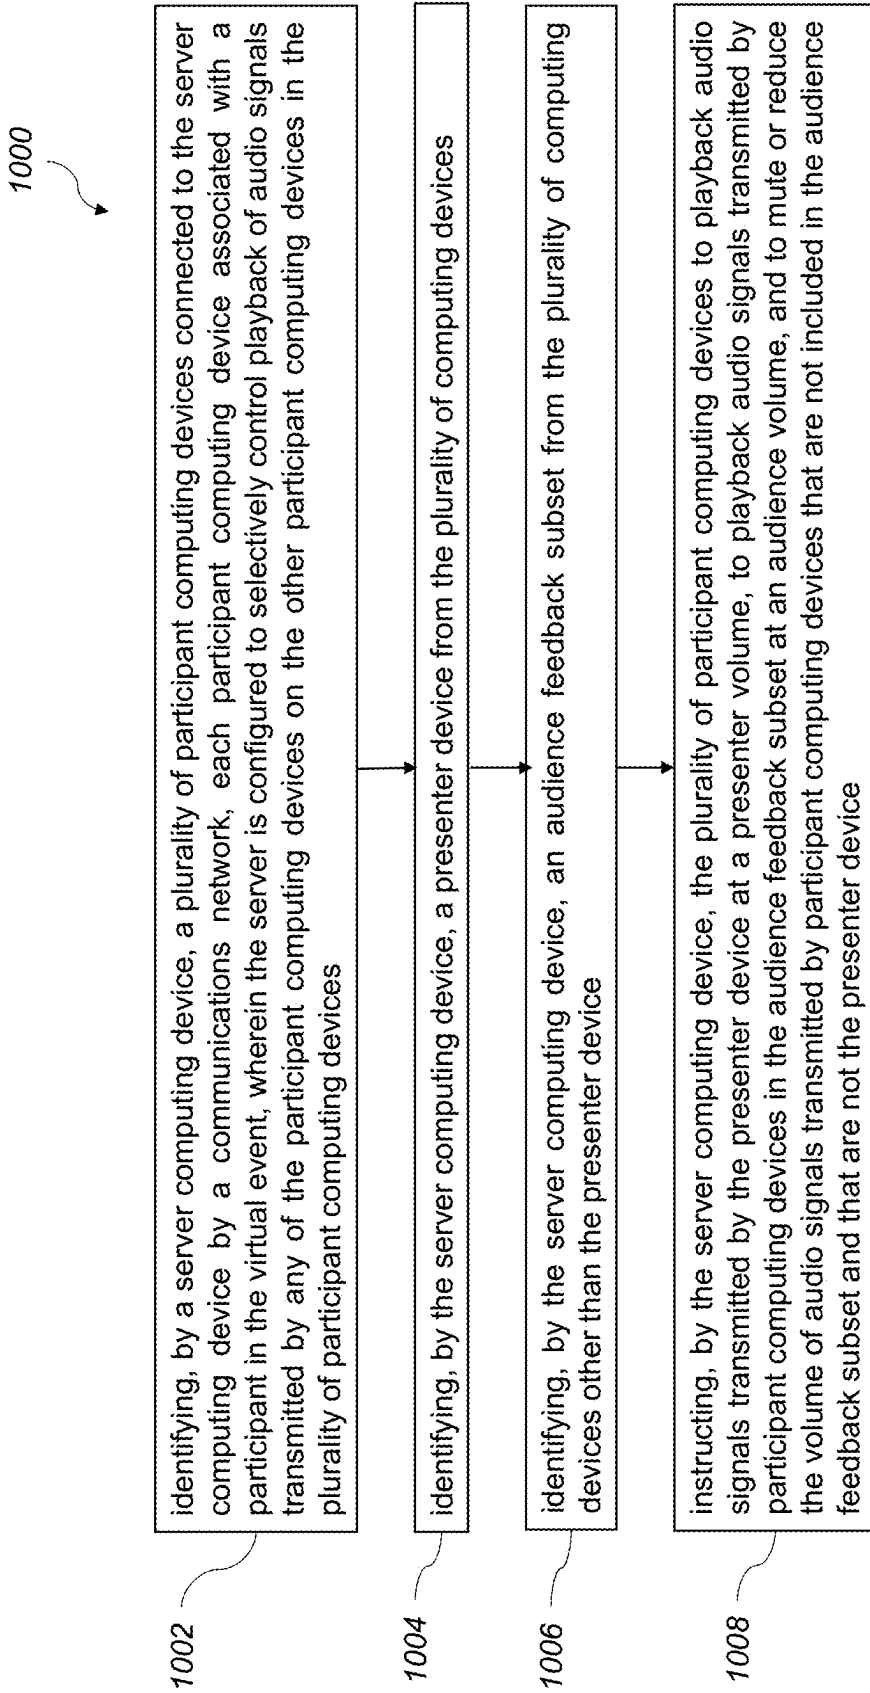 1000
1002
identifying, by a server computing device, a plurality of participant computing devices connected to the server
computing device by a communications network, each participant computing device associated with a
participant in the virtual event, wherein the server is configured to selectively control playback of audio signals
transmitted by any of the participant computing devices on the other participant computing devices in the
plurality of participant computing devices
1004
identifying, by the server computing device, a presenter device from the plurality of computing devices
1006
identifying, by the server computing device, an audience feedback subset from the plurality of computing
devices other than the presenter device
1008
instructing, by the server computing device, the plurality of participant computing devices to playback audio
signals transmitted by the presenter device at a presenter volume, to playback audio signals transmitted by
participant computing devices in the audience feedback subset at an audience volume, and to mute or reduce
the volume of audio signals transmitted by participant computing devices that are not included in the audience
feedback subset and that are not the presenter device